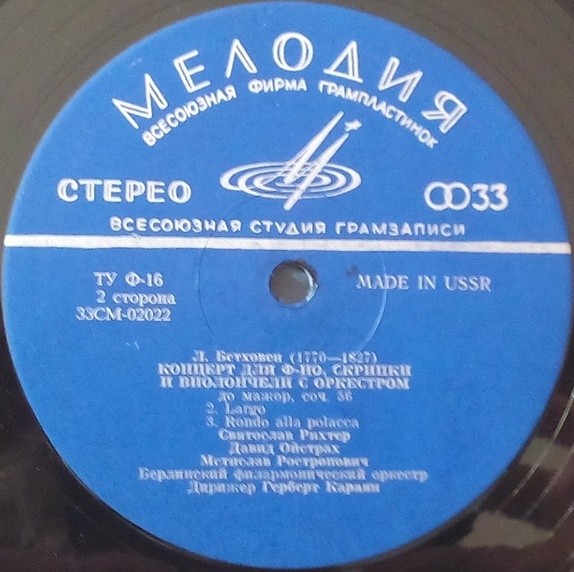 МЕЛОДИЯ
ВСЕСОЮЗНАЯ ФИРМА ГРАМПЛАСТИНОК
СТЕРЕО
33
ВСЕСОЮЗНАЯ СТУДИЯ ГРАМЗАПИСИ
ТУ Ф-16
2 сторона
33СМ-02022
MADE IN USSR
Л. Бетховен (1770—1827)
КОНЦЕРТ ДЛЯ Ф-НО, СКРИПКИ
И ВИОЛОНЧЕЛИ С ОРКЕСТРОМ
до мажор, соч. 56
2. Largo
3. Rondo alla polacca
Святослав Рихтер
Давид Ойстрах
Мстислав Ростропович
Берлинский филармонический оркестр
Дирижер Герберт Караян